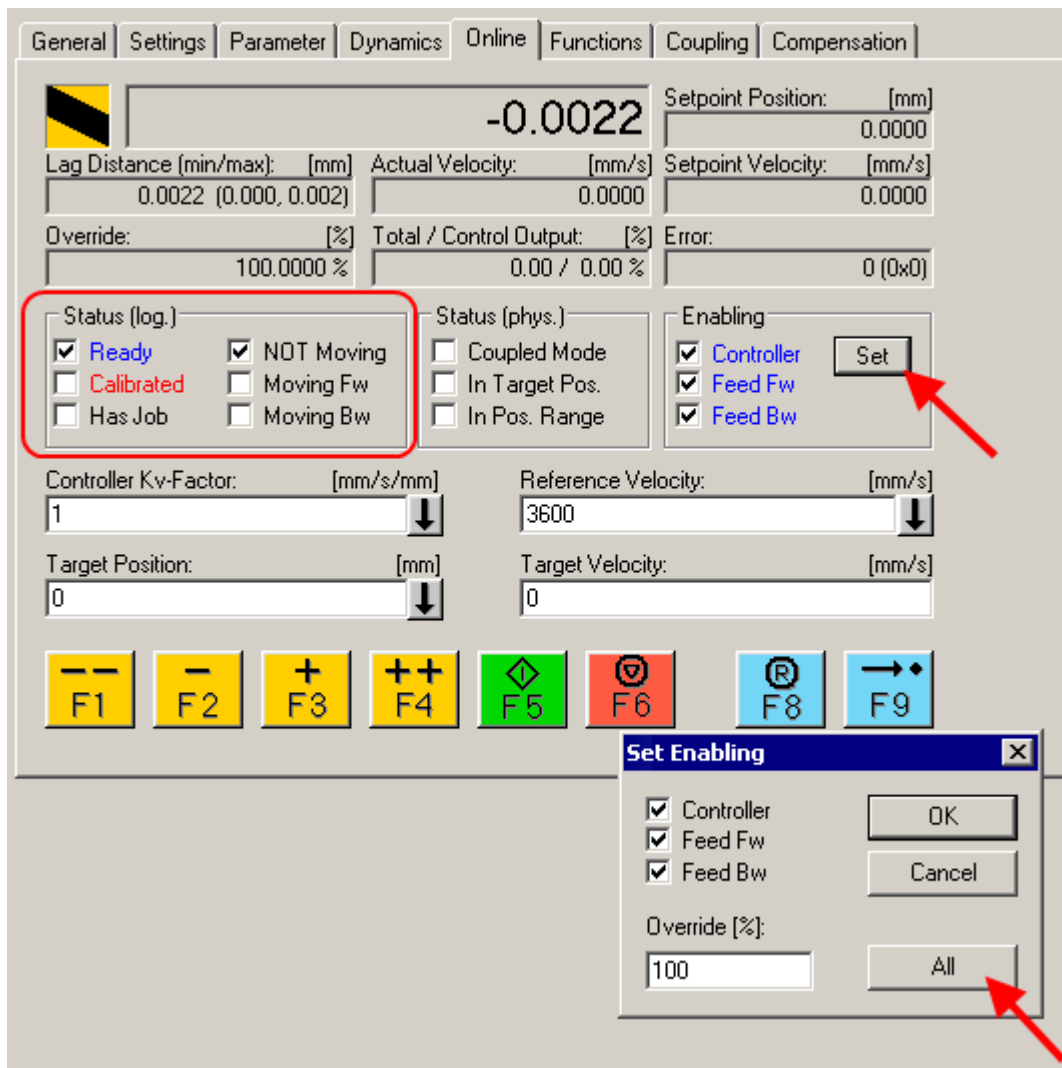 General Settings Parameter Dynamics Online Functions Coupling Compensation
-0.0022
Setpoint Position: [mm]
0.0000
Lag Distance (min/max): [mm] Actual Velocity: [mm/s] Setpoint Velocity: [mm/s]
0.0022 (0.000, 0.002) 0.0000 0.0000
Override: [%] Total / Control Output: [%] Error:
100.0000 % 0.00 / 0.00 % 0 (0x0)
Status (log.)
Ready NOT Moving
Calibrated Moving Fw
Has Job Moving Bw
Status (phys.)
Coupled Mode
In Target Pos.
In Pos. Range
Enabling
Controller Set
Feed Fw
Feed Bw
Controller Kv-Factor: [mm/s/mm] Reference Velocity: [mm/s]
1 3600
Target Position: [mm] Target Velocity: [mm/s]
0 0
-- - + ++ R
F1 F2 F3 F4 F5 F6 F8 F9
Set Enabling
Controller OK
Feed Fw
Feed Bw Cancel
Override [%]:
100 All